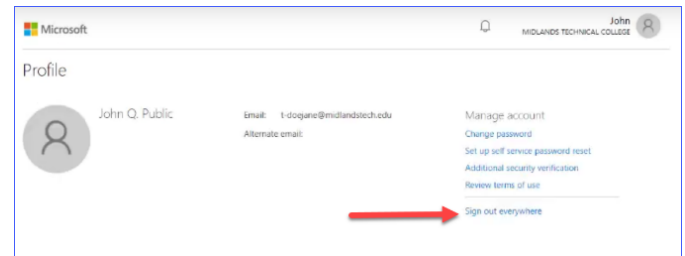 Microsoft
John
MIDLANDS TECHNICAL COLLEGE
Profile
John Q. Public
Email: t-doejane@midlandstech.edu
Alternate email:
Manage account
Change password
Set up self service password reset
Additional security verification
Review terms of use
Sign out everywhere